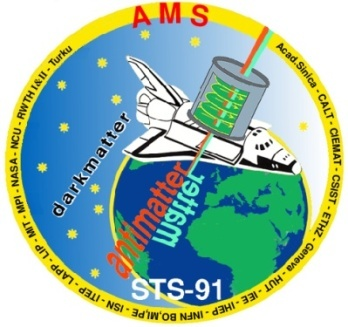 AMS
Acad.Sinica - CALT - CIEMAT - CSIST - ETHZ - Geneva - HUT - IEE - IHEP - INFN BO,MI,PE - ISN - ITEP - LAPP - LIP - MIT - MPI - NASA - NCU - RWTH I&II - Turku
darkmatter
antimatter
matter
STS-91